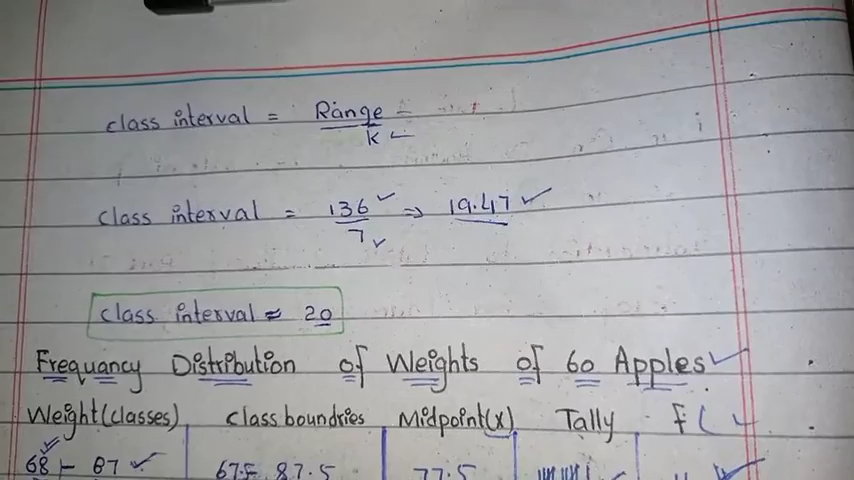 class interval = Range
K
class interval = 136 ⇒ 19.47
7
class interval ≈ 20
Frequancy Distribution of Weights of 60 Apples
Weight(classes) class boundries Midpoint(x) Tally f(
68 - 87 67.5 87.5 77.5